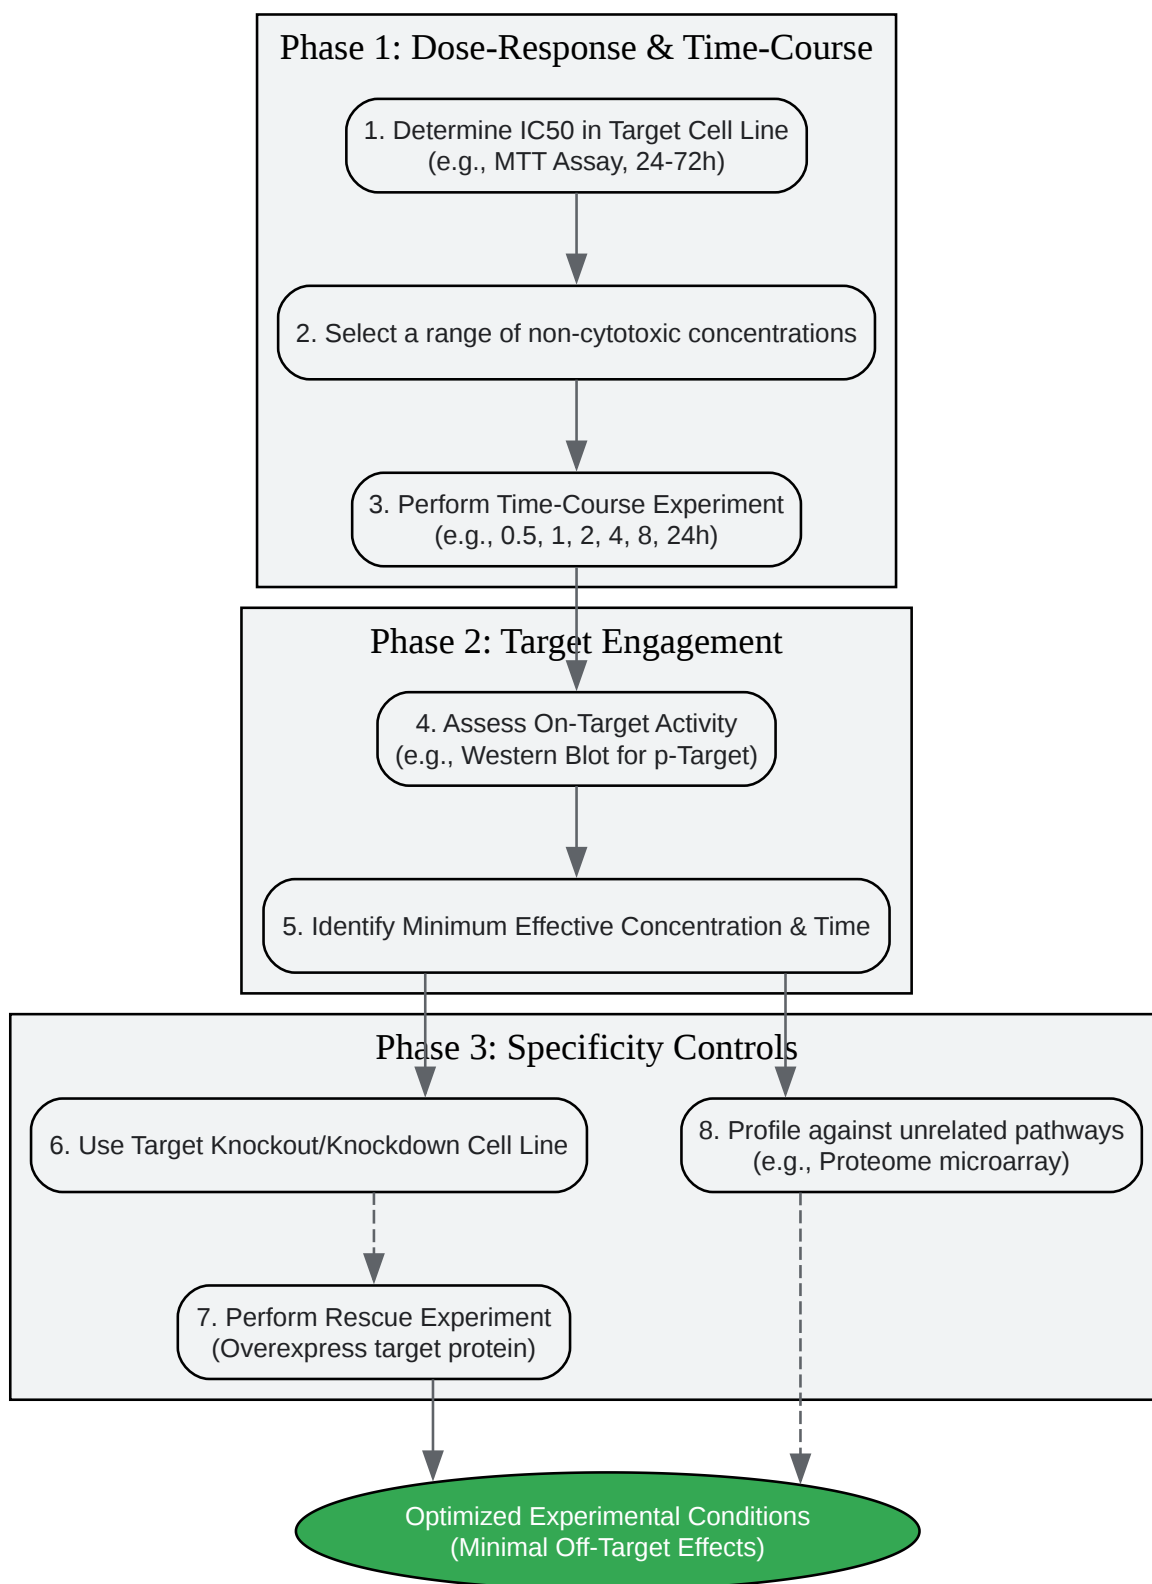 Phase 1: Dose-Response & Time-Course
1. Determine IC50 in Target Cell Line
(e.g., MTT Assay, 24-72h)
2. Select a range of non-cytotoxic concentrations
3. Perform Time-Course Experiment
(e.g., 0.5, 1, 2, 4, 8, 24h)
Phase 2: Target Engagement
4. Assess On-Target Activity
(e.g., Western Blot for p-Target)
5. Identify Minimum Effective Concentration & Time
Phase 3: Specificity Controls
6. Use Target Knockout/Knockdown Cell Line
8. Profile against unrelated pathways
(e.g., Proteome microarray)
7. Perform Rescue Experiment
(Overexpress target protein)
Optimized Experimental Conditions
(Minimal Off-Target Effects)